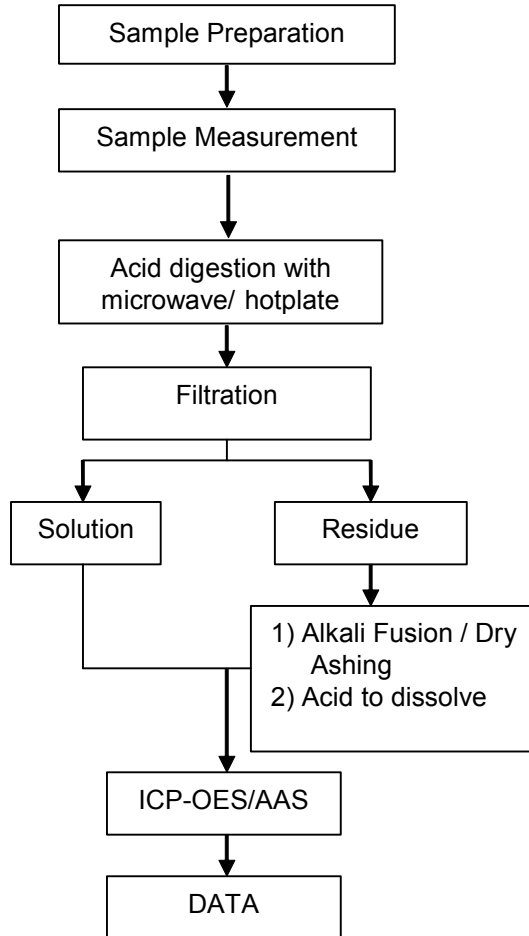 Sample Preparation
Sample Measurement
Acid digestion with
microwave/ hotplate
Filtration
Solution
Residue
1) Alkali Fusion / Dry
Ashing
2) Acid to dissolve
ICP-OES/AAS
DATA